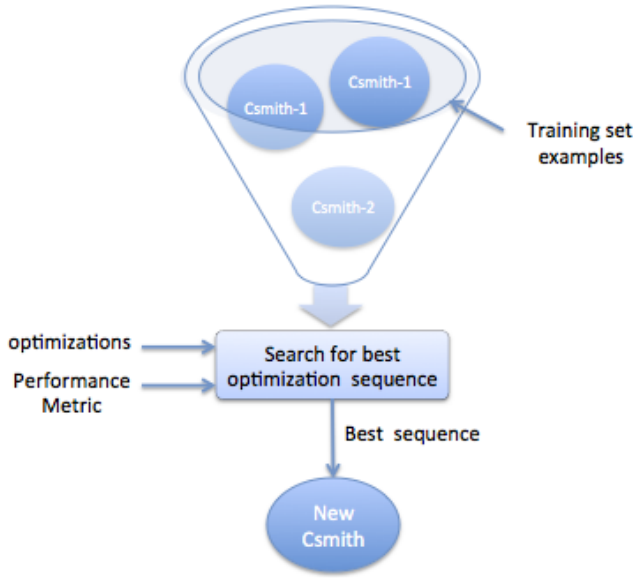 Csmith-1
Csmith-1
Training set
examples
Csmith-2
optimizations
Performance
Metric
Search for best
optimization sequence
Best sequence
New
Csmith